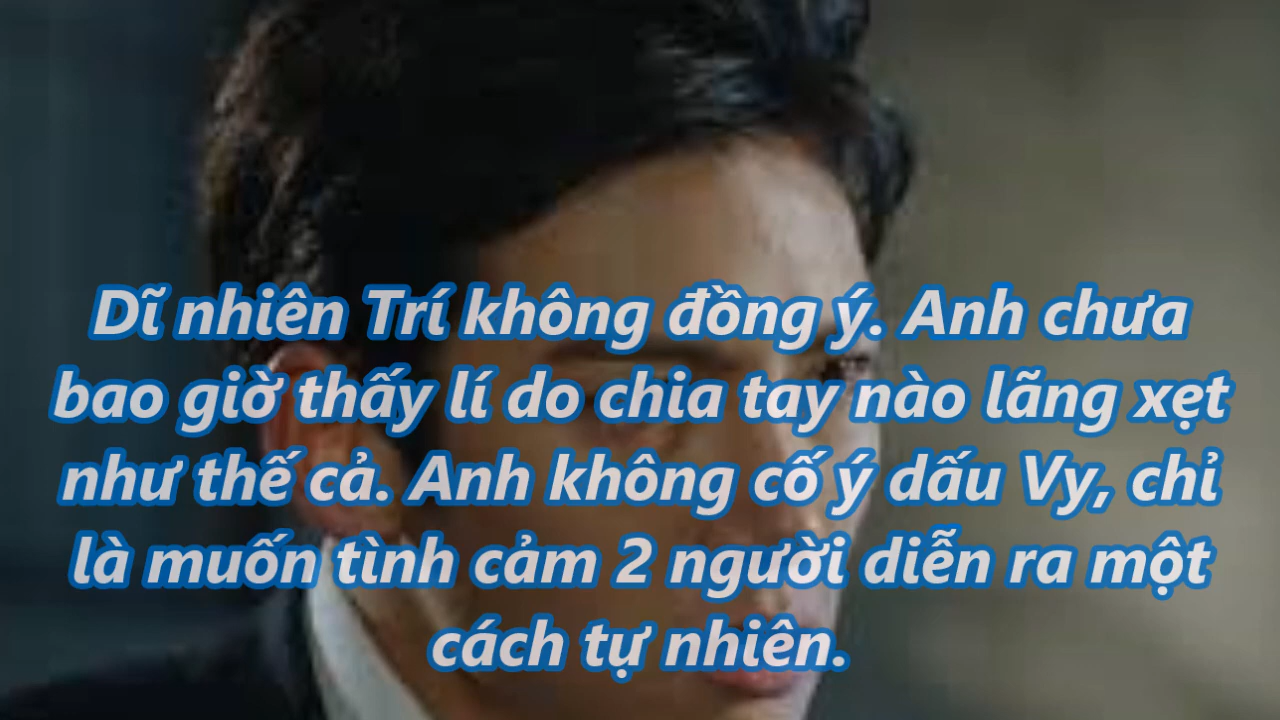 Dĩ nhiên Trí không đồng ý. Anh chưa
bao giờ thấy lí do chia tay nào lãng xẹt
như thế cả. Anh không cố ý dấu Vy, chỉ
là muốn tình cảm 2 người diễn ra một
cách tự nhiên.